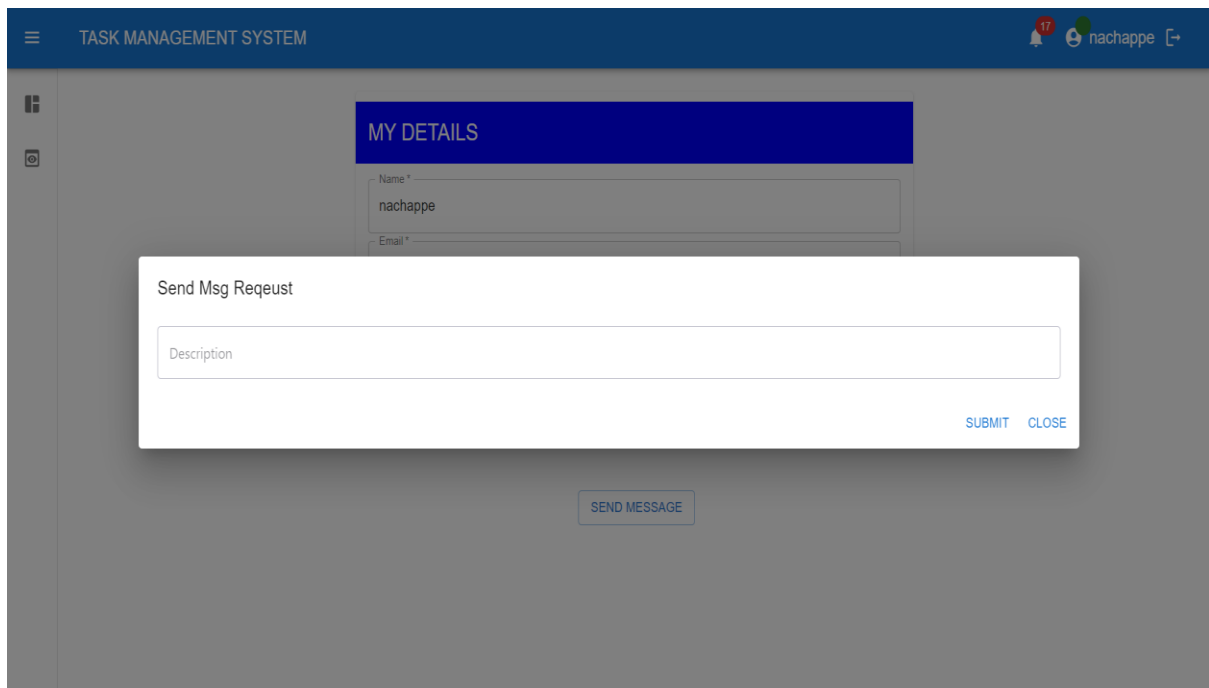 TASK MANAGEMENT SYSTEM
17
nachappe
MY DETAILS
Name *
nachappe
Email *
Send Msg Reqeust
Description
SUBMIT CLOSE
SEND MESSAGE